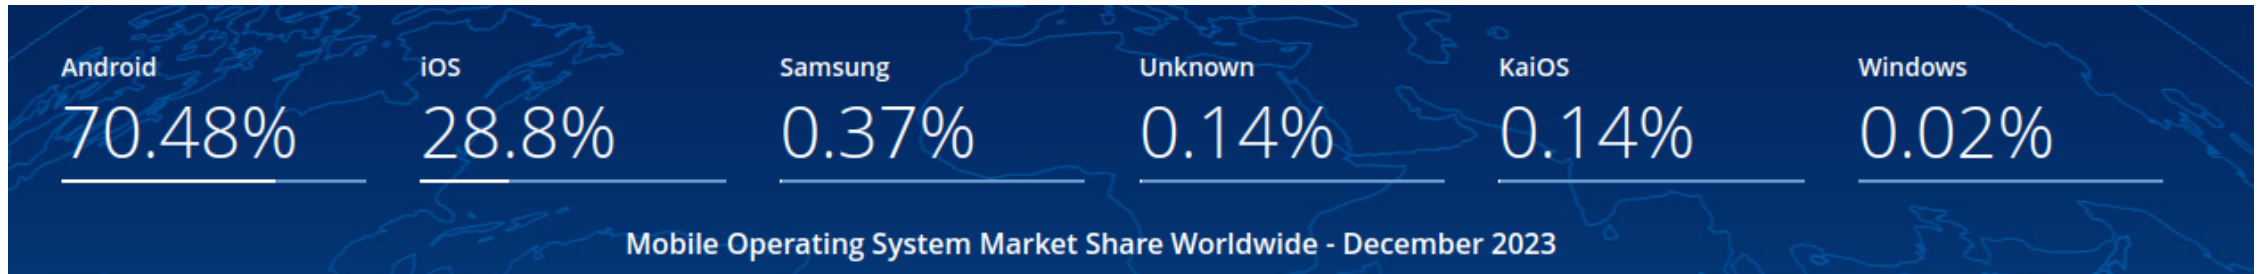 Android iOS Samsung Unknown KaiOS Windows
70.48% 28.8% 0.37% 0.14% 0.14% 0.02%
Mobile Operating System Market Share Worldwide - December 2023